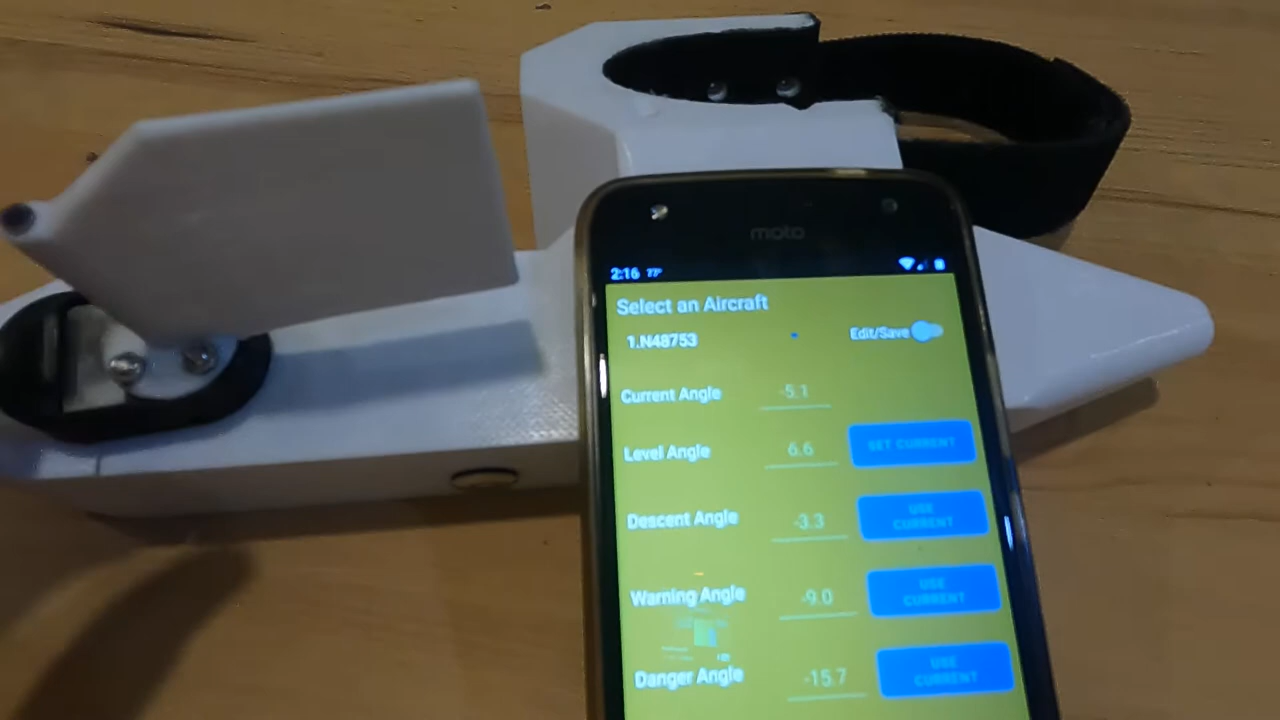 moto
2:16 77°
Select an Aircraft
1.N48753 Edit/Save
Current Angle -5.1
Level Angle 6.6 SET CURRENT
Descent Angle -3.3 USE CURRENT
Warning Angle -9.0 USE CURRENT
Danger Angle -15.7 USE CURRENT